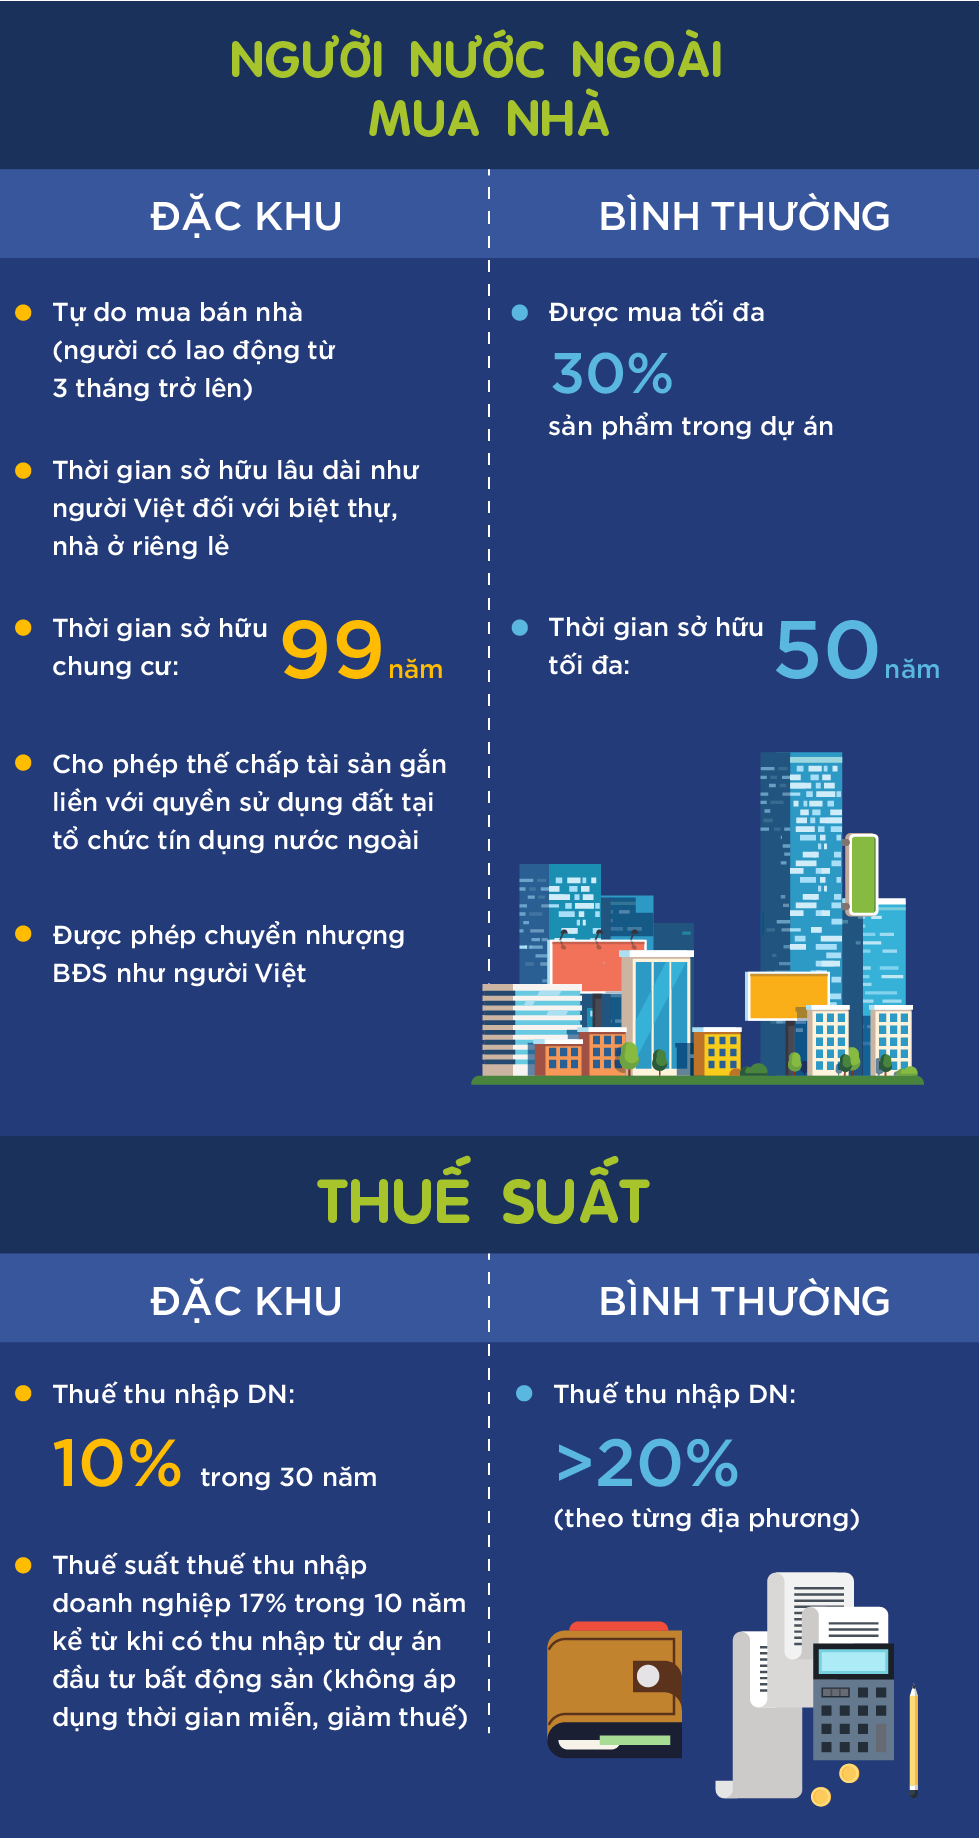 NGƯỜI NƯỚC NGOÀI
MUA NHÀ
ĐẶC KHU
Tự do mua bán nhà
(người có lao động từ
3 tháng trở lên)
Thời gian sở hữu lâu dài như
người Việt đối với biệt thự,
nhà ở riêng lẻ
Thời gian sở hữu
chung cư:
99 năm
Cho phép thế chấp tài sản gắn
liền với quyền sử dụng đất tại
tổ chức tín dụng nước ngoài
Được phép chuyển nhượng
BĐS như người Việt
BÌNH THƯỜNG
Được mua tối đa
30%
sản phẩm trong dự án
Thời gian sở hữu
tối đa:
50 năm
THUẾ SUẤT
ĐẶC KHU
Thuế thu nhập DN:
10% trong 30 năm
Thuế suất thuế thu nhập
doanh nghiệp 17% trong 10 năm
kể từ khi có thu nhập từ dự án
đầu tư bất động sản (không áp
dụng thời gian miễn, giảm thuế)
BÌNH THƯỜNG
Thuế thu nhập DN:
>20%
(theo từng địa phương)